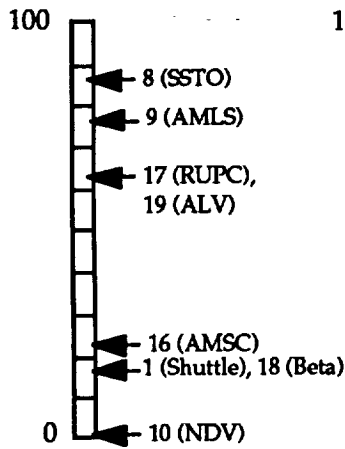 100 1
8 (SSTO)
9 (AMLS)
17 (RUPC),
19 (ALV)
16 (AMSC)
1 (Shuttle), 18 (Beta)
0 10 (NDV)